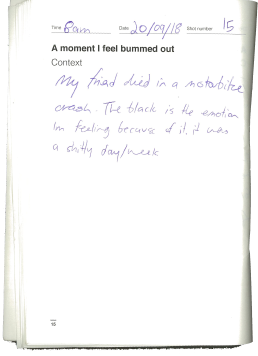 Time 8am Date 20/09/18 Shot number 15
A moment I feel bummed out
Context
My friend died in a motorbike
crash. The black is the emotion
Im feeling because of it, it was
a shitty day/week
15